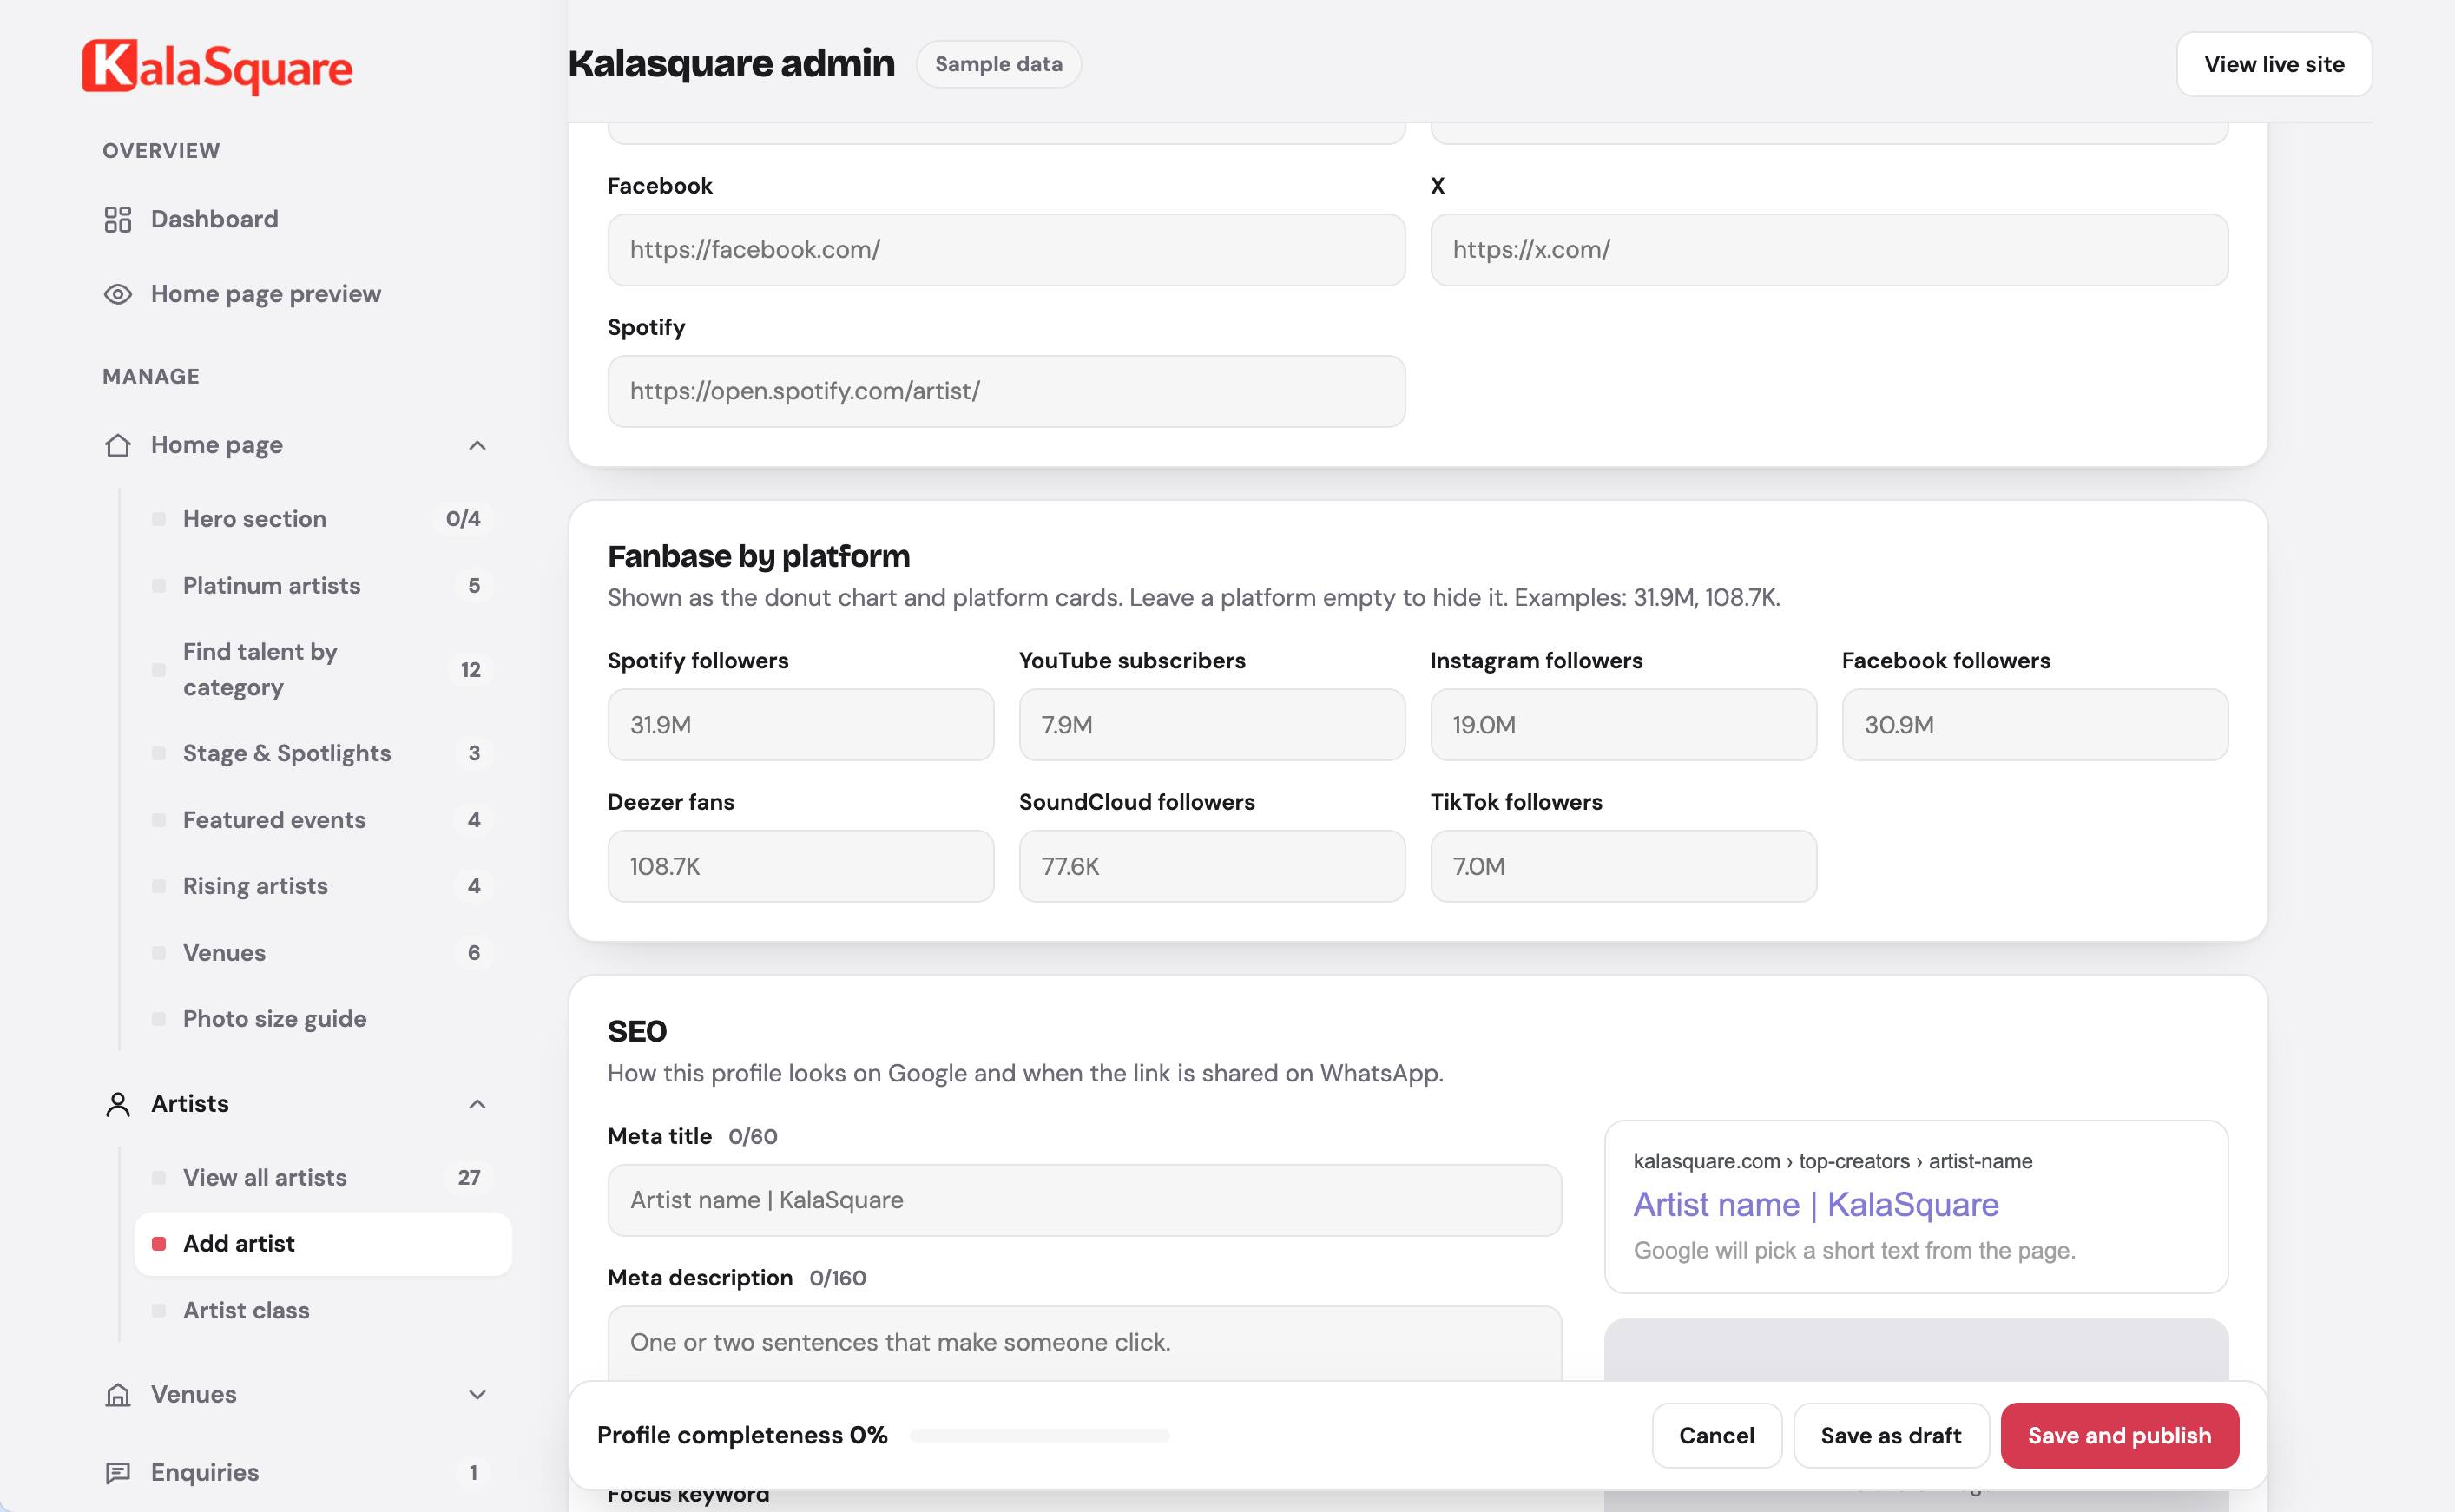 KalaSquare
OVERVIEW
Dashboard
Home page preview
MANAGE
Home page
Hero section 0/4
Platinum artists 5
Find talent by
category 12
Stage & Spotlights 3
Featured events 4
Rising artists 4
Venues 6
Photo size guide
Artists
View all artists 27
Add artist
Artist class
Venues
Enquiries 1
Kalasquare admin Sample data View live site
Facebook X
https://facebook.com/ https://x.com/
Spotify
https://open.spotify.com/artist/
Fanbase by platform
Shown as the donut chart and platform cards. Leave a platform empty to hide it. Examples: 31.9M, 108.7K.
Spotify followers YouTube subscribers Instagram followers Facebook followers
31.9M 7.9M 19.0M 30.9M
Deezer fans SoundCloud followers TikTok followers
108.7K 77.6K 7.0M
SEO
How this profile looks on Google and when the link is shared on WhatsApp.
Meta title 0/60
Artist name | KalaSquare
Meta description 0/160
One or two sentences that make someone click.
kalasquare.com › top-creators › artist-name
Artist name | KalaSquare
Google will pick a short text from the page.
Profile completeness 0% Cancel Save as draft Save and publish
Focus keyword